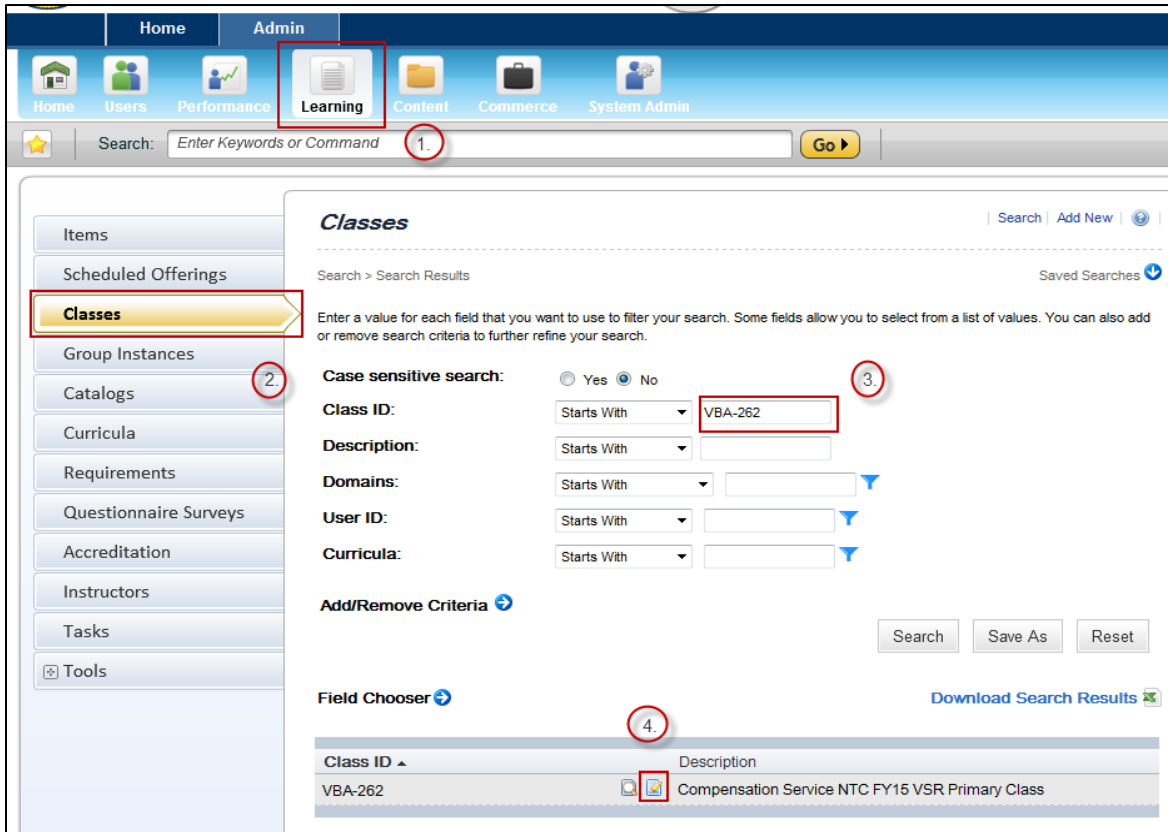 Home Admin
Home Users Performance Learning Content Commerce System Admin
Search: Enter Keywords or Command 1. Go
Items
Scheduled Offerings
Classes
Group Instances
2.
Catalogs
Curricula
Requirements
Questionnaire Surveys
Accreditation
Instructors
Tasks
Tools
Classes
Search Add New
Search > Search Results Saved Searches
Enter a value for each field that you want to use to filter your search. Some fields allow you to select from a list of values. You can also add
or remove search criteria to further refine your search.
Case sensitive search: Yes No 3.
Class ID: Starts With VBA-262
Description: Starts With
Domains: Starts With
User ID: Starts With
Curricula: Starts With
Add/Remove Criteria
Search Save As Reset
Field Chooser Download Search Results
4.
Class ID Description
VBA-262 Compensation Service NTC FY15 VSR Primary Class